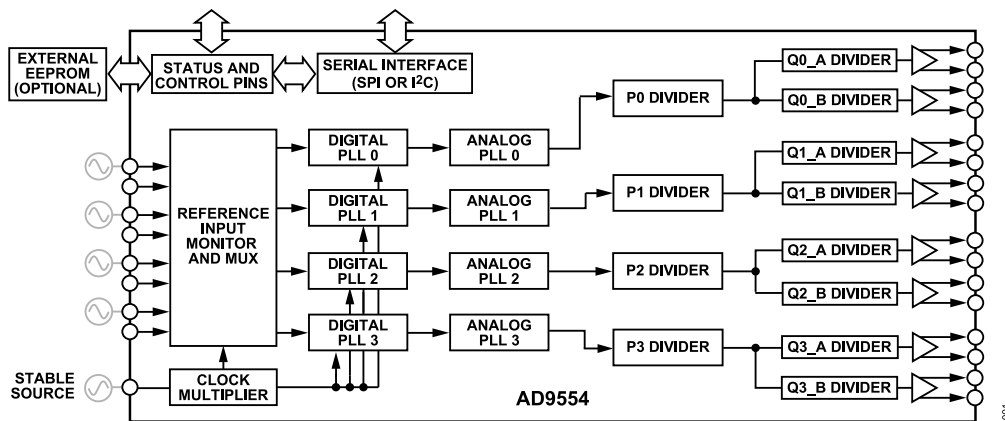 EXTERNAL
EEPROM
(OPTIONAL)
STATUS AND
CONTROL PINS
SERIAL INTERFACE
(SPI OR I²C)
REFERENCE
INPUT
MONITOR
AND MUX
DIGITAL
PLL 0
ANALOG
PLL 0
P0 DIVIDER
Q0_A DIVIDER
Q0_B DIVIDER
DIGITAL
PLL 1
ANALOG
PLL 1
P1 DIVIDER
Q1_A DIVIDER
Q1_B DIVIDER
DIGITAL
PLL 2
ANALOG
PLL 2
P2 DIVIDER
Q2_A DIVIDER
Q2_B DIVIDER
DIGITAL
PLL 3
ANALOG
PLL 3
P3 DIVIDER
Q3_A DIVIDER
Q3_B DIVIDER
STABLE
SOURCE
CLOCK
MULTIPLIER
AD9554